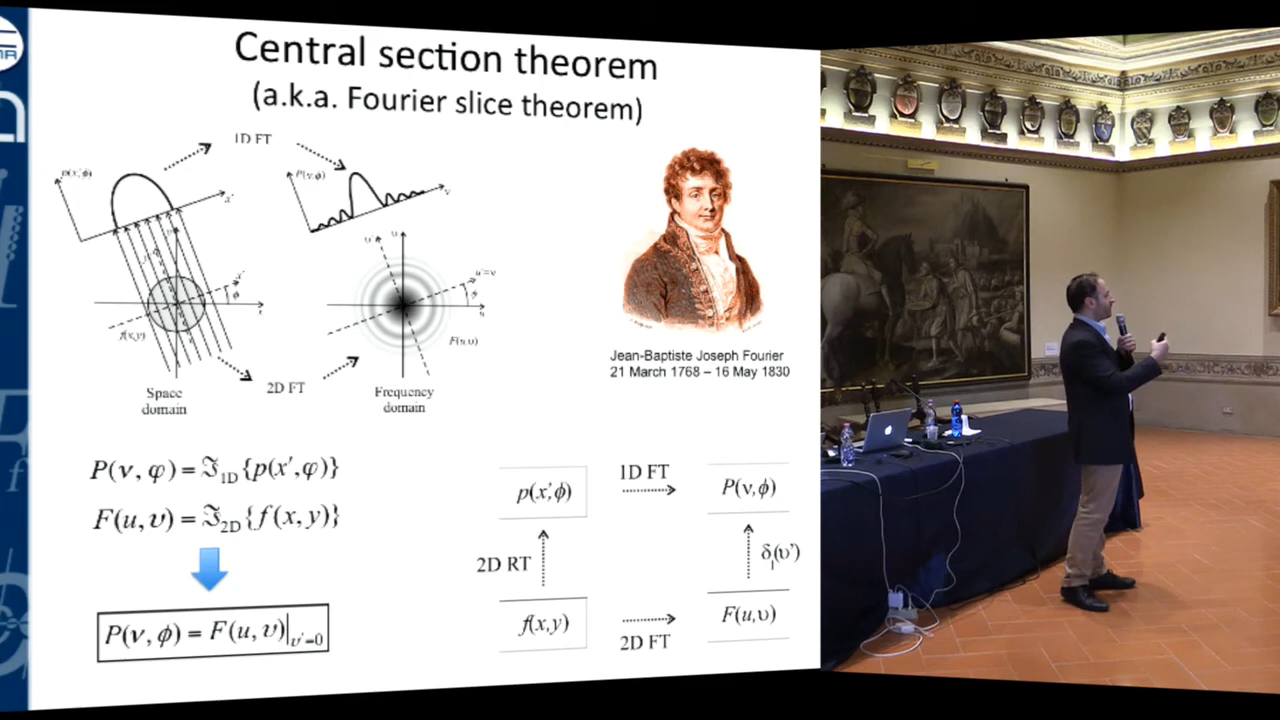 Central section theorem
(a.k.a. Fourier slice theorem)
1D FT
p(x',ϕ)
x'
P(ν,ϕ)
ν
υ'
υ
u'=ν
x'
ϕ
ϕ
x
u
f(x,y)
F(u,υ)
2D FT
Space
domain
Frequency
domain
Jean-Baptiste Joseph Fourier
21 March 1768 – 16 May 1830
P(ν, φ) = ℑ1D{p(x', φ)}
F(u, υ) = ℑ2D{f(x, y)}
P(ν, ϕ) = F(u, υ)|υ'=0
p(x',ϕ)
1D FT
P(ν,ϕ)
2D RT
δ1(υ')
f(x,y)
2D FT
F(u,υ)